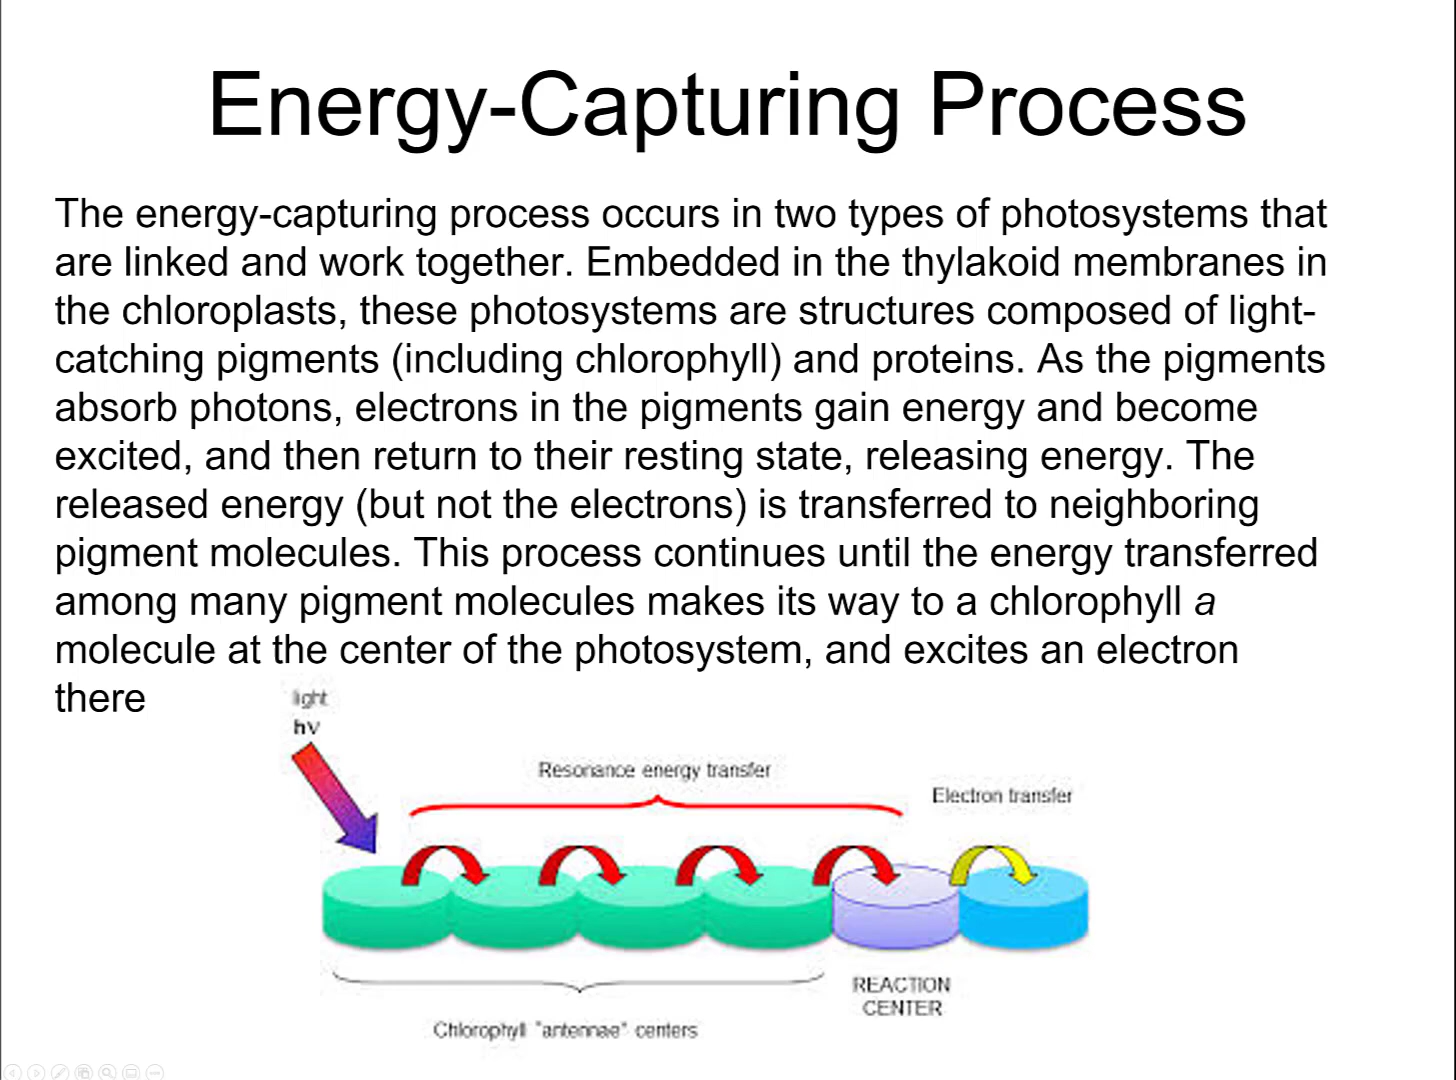 Energy-Capturing Process
The energy-capturing process occurs in two types of photosystems that
are linked and work together. Embedded in the thylakoid membranes in
the chloroplasts, these photosystems are structures composed of light-
catching pigments (including chlorophyll) and proteins. As the pigments
absorb photons, electrons in the pigments gain energy and become
excited, and then return to their resting state, releasing energy. The
released energy (but not the electrons) is transferred to neighboring
pigment molecules. This process continues until the energy transferred
among many pigment molecules makes its way to a chlorophyll a
molecule at the center of the photosystem, and excites an electron
there
light
hν
Resonance energy transfer
Electron transfer
REACTION
CENTER
Chlorophyll "antennae" centers